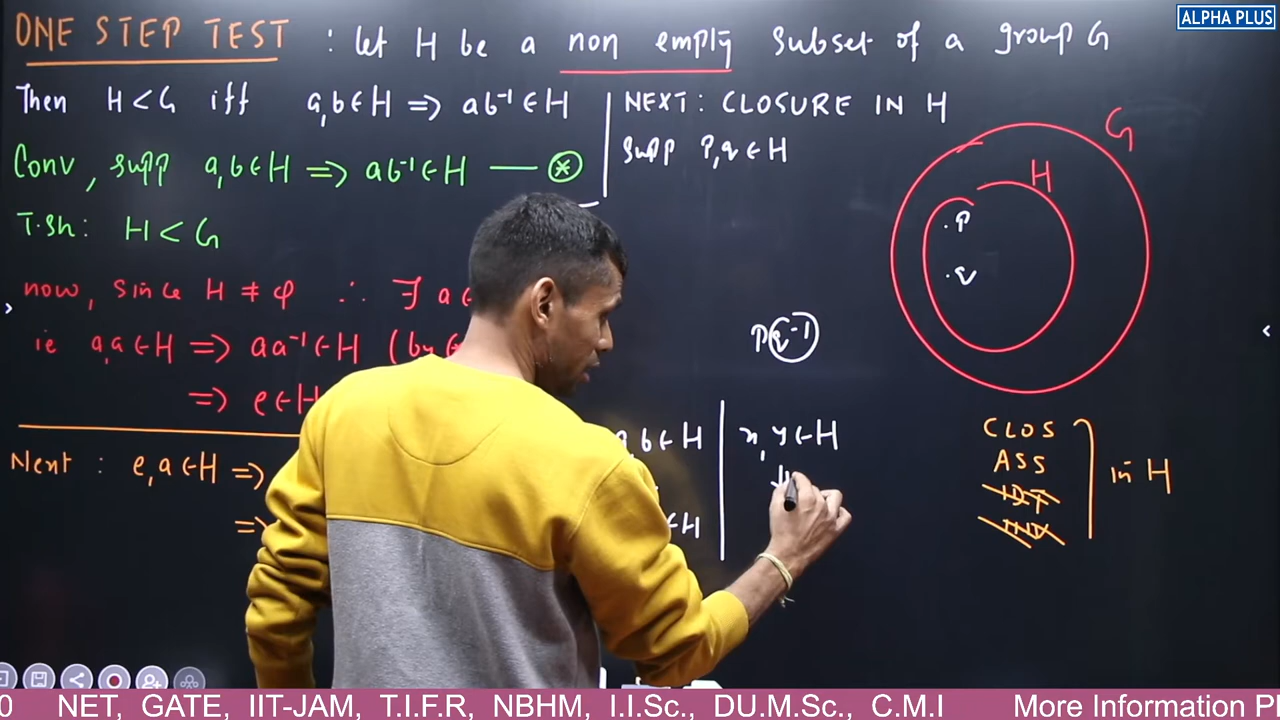 ALPHA PLUS
ONE STEP TEST : let H be a non empty subset of a group G
Then H < G iff a,b ∈ H => ab⁻¹ ∈ H
Conv, supp a,b ∈ H => ab⁻¹ ∈ H — ⊛
T.Sh: H < G
now, since H ≠ φ ∴ ∃ a ∈
ie a,a ∈ H => aa⁻¹ ∈ H (by
=> e ∈ H
Next : e,a ∈ H =>
=>
NEXT: CLOSURE IN H
supp p,q ∈ H
G
H
.p
.q
pq⁻¹
a,b ∈ H
∈ H
x,y ∈ H
CLOS
ASS
IDT
INV
in H
NET, GATE, IIT-JAM, T.I.F.R, NBHM, I.I.Sc., DU.M.Sc., C.M.I More Information P